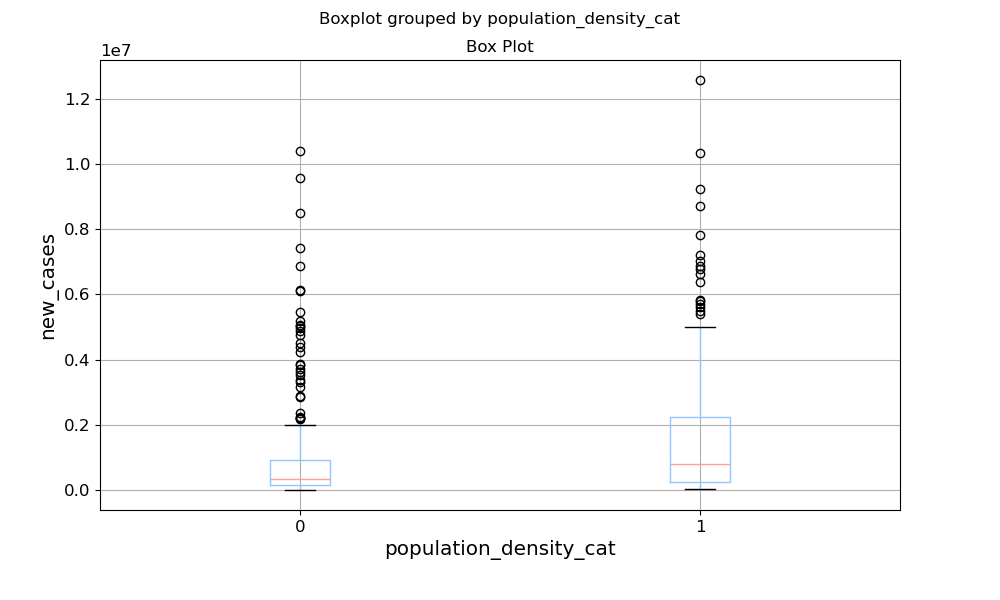 Boxplot grouped by population_density_cat
Box Plot
1e7
1.2
1.0
0.8
0.6
0.4
0.2
0.0
new_cases
0
1
population_density_cat